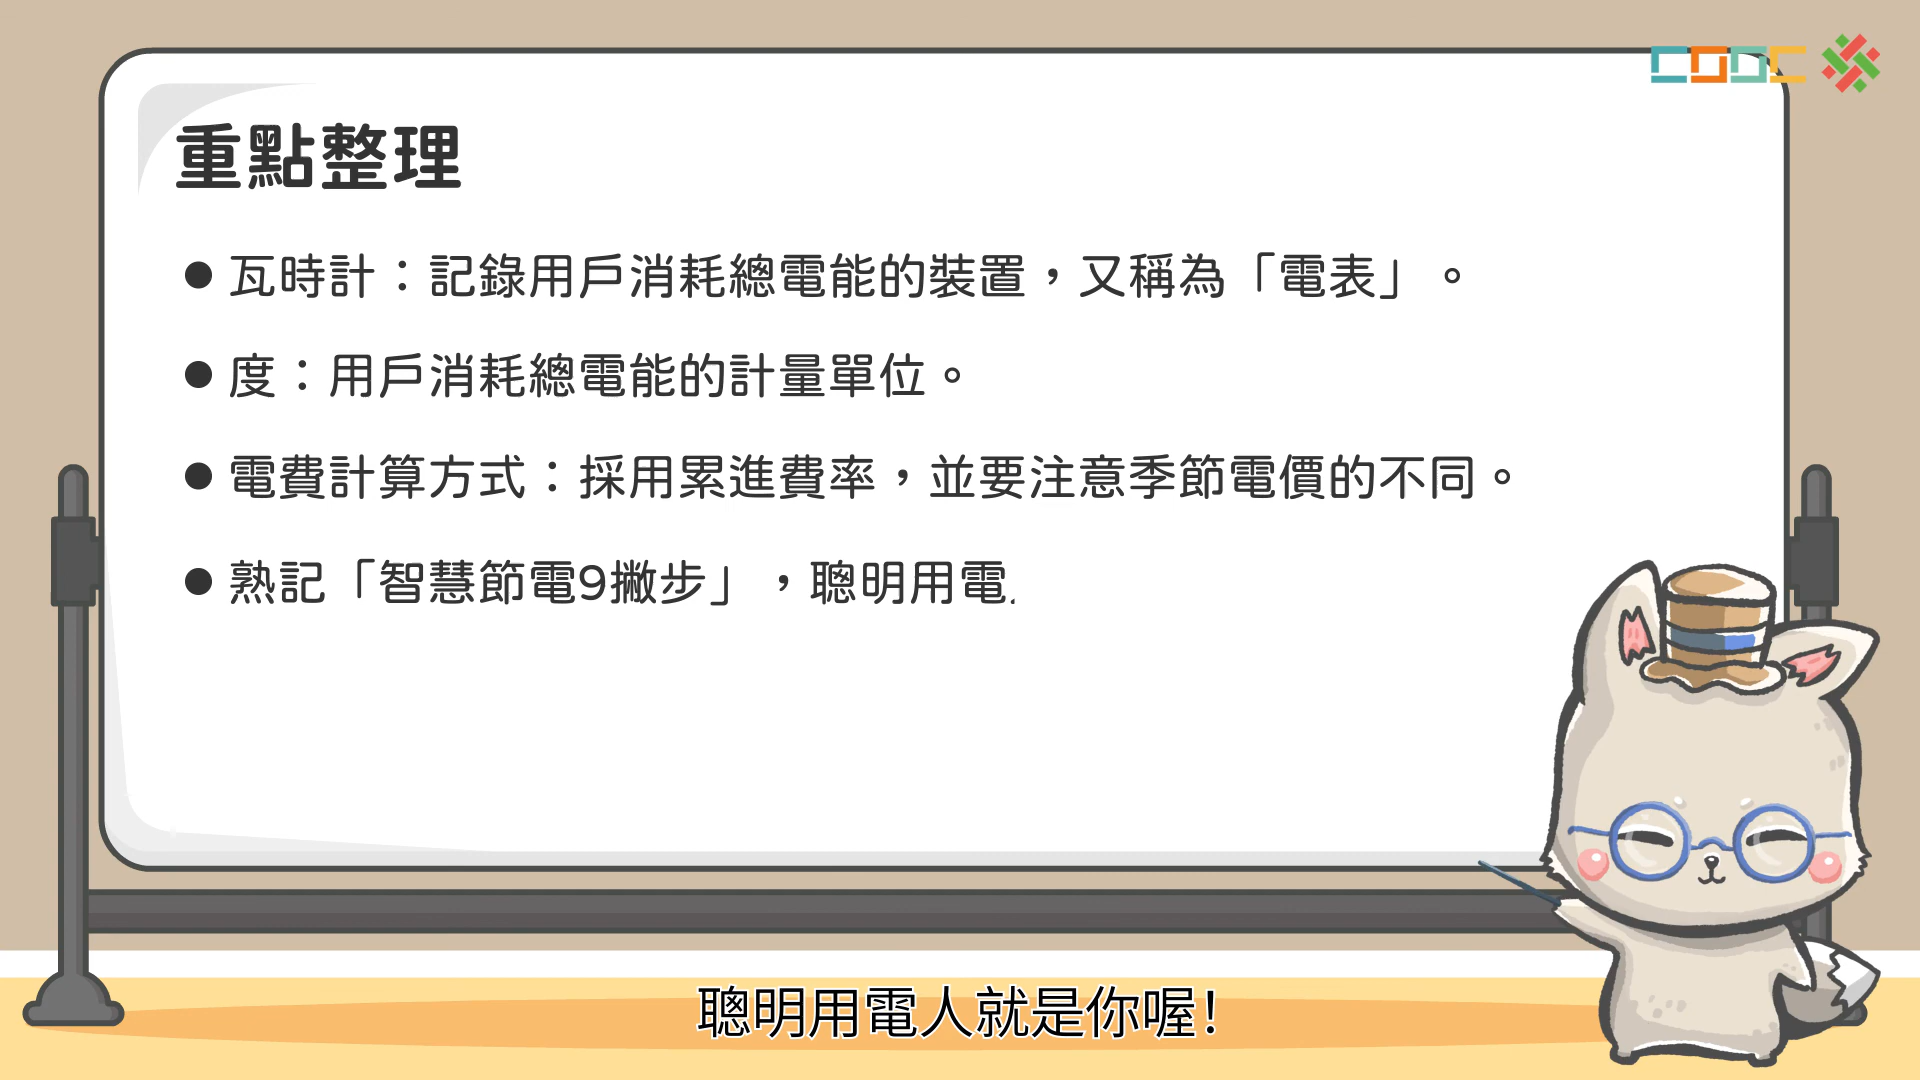 重點整理
● 瓦時計：記錄用戶消耗總電能的裝置，又稱為「電表」。
● 度：用戶消耗總電能的計量單位。
● 電費計算方式：採用累進費率，並要注意季節電價的不同。
● 熟記「智慧節電9撇步」，聰明用電.
聰明用電人就是你喔!
COOC